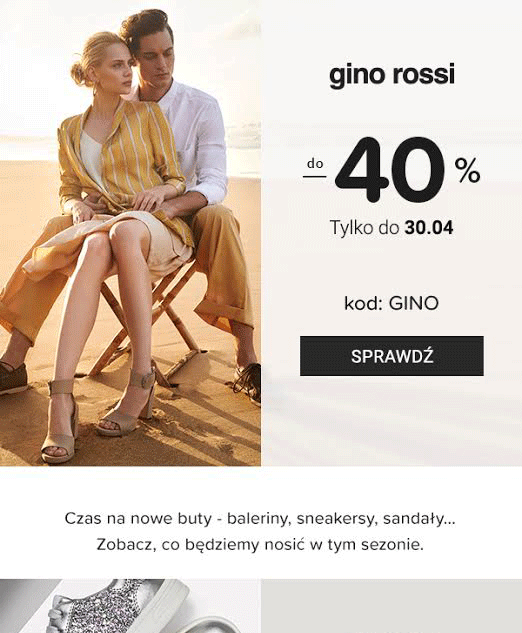 gino rossi
do
— 40 %
Tylko do 30.04
kod: GINO
SPRAWDŹ
Czas na nowe buty - baleriny, sneakersy, sandały...
Zobacz, co będziemy nosić w tym sezonie.